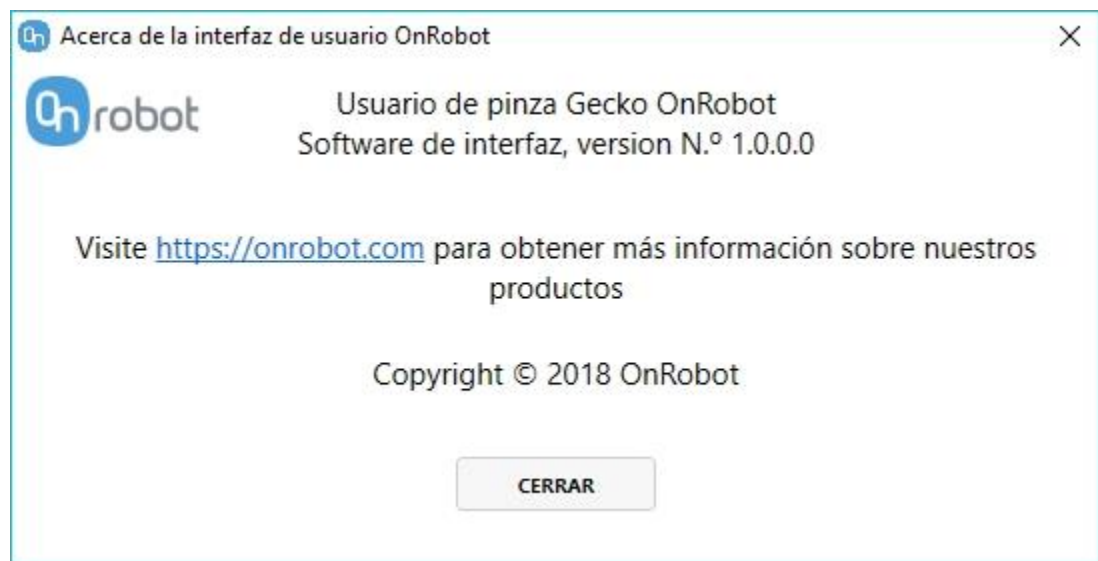 Acerca de la interfaz de usuario OnRobot
On robot
Usuario de pinza Gecko OnRobot
Software de interfaz, version N.º 1.0.0.0
Visite https://onrobot.com para obtener más información sobre nuestros
productos
Copyright © 2018 OnRobot
CERRAR